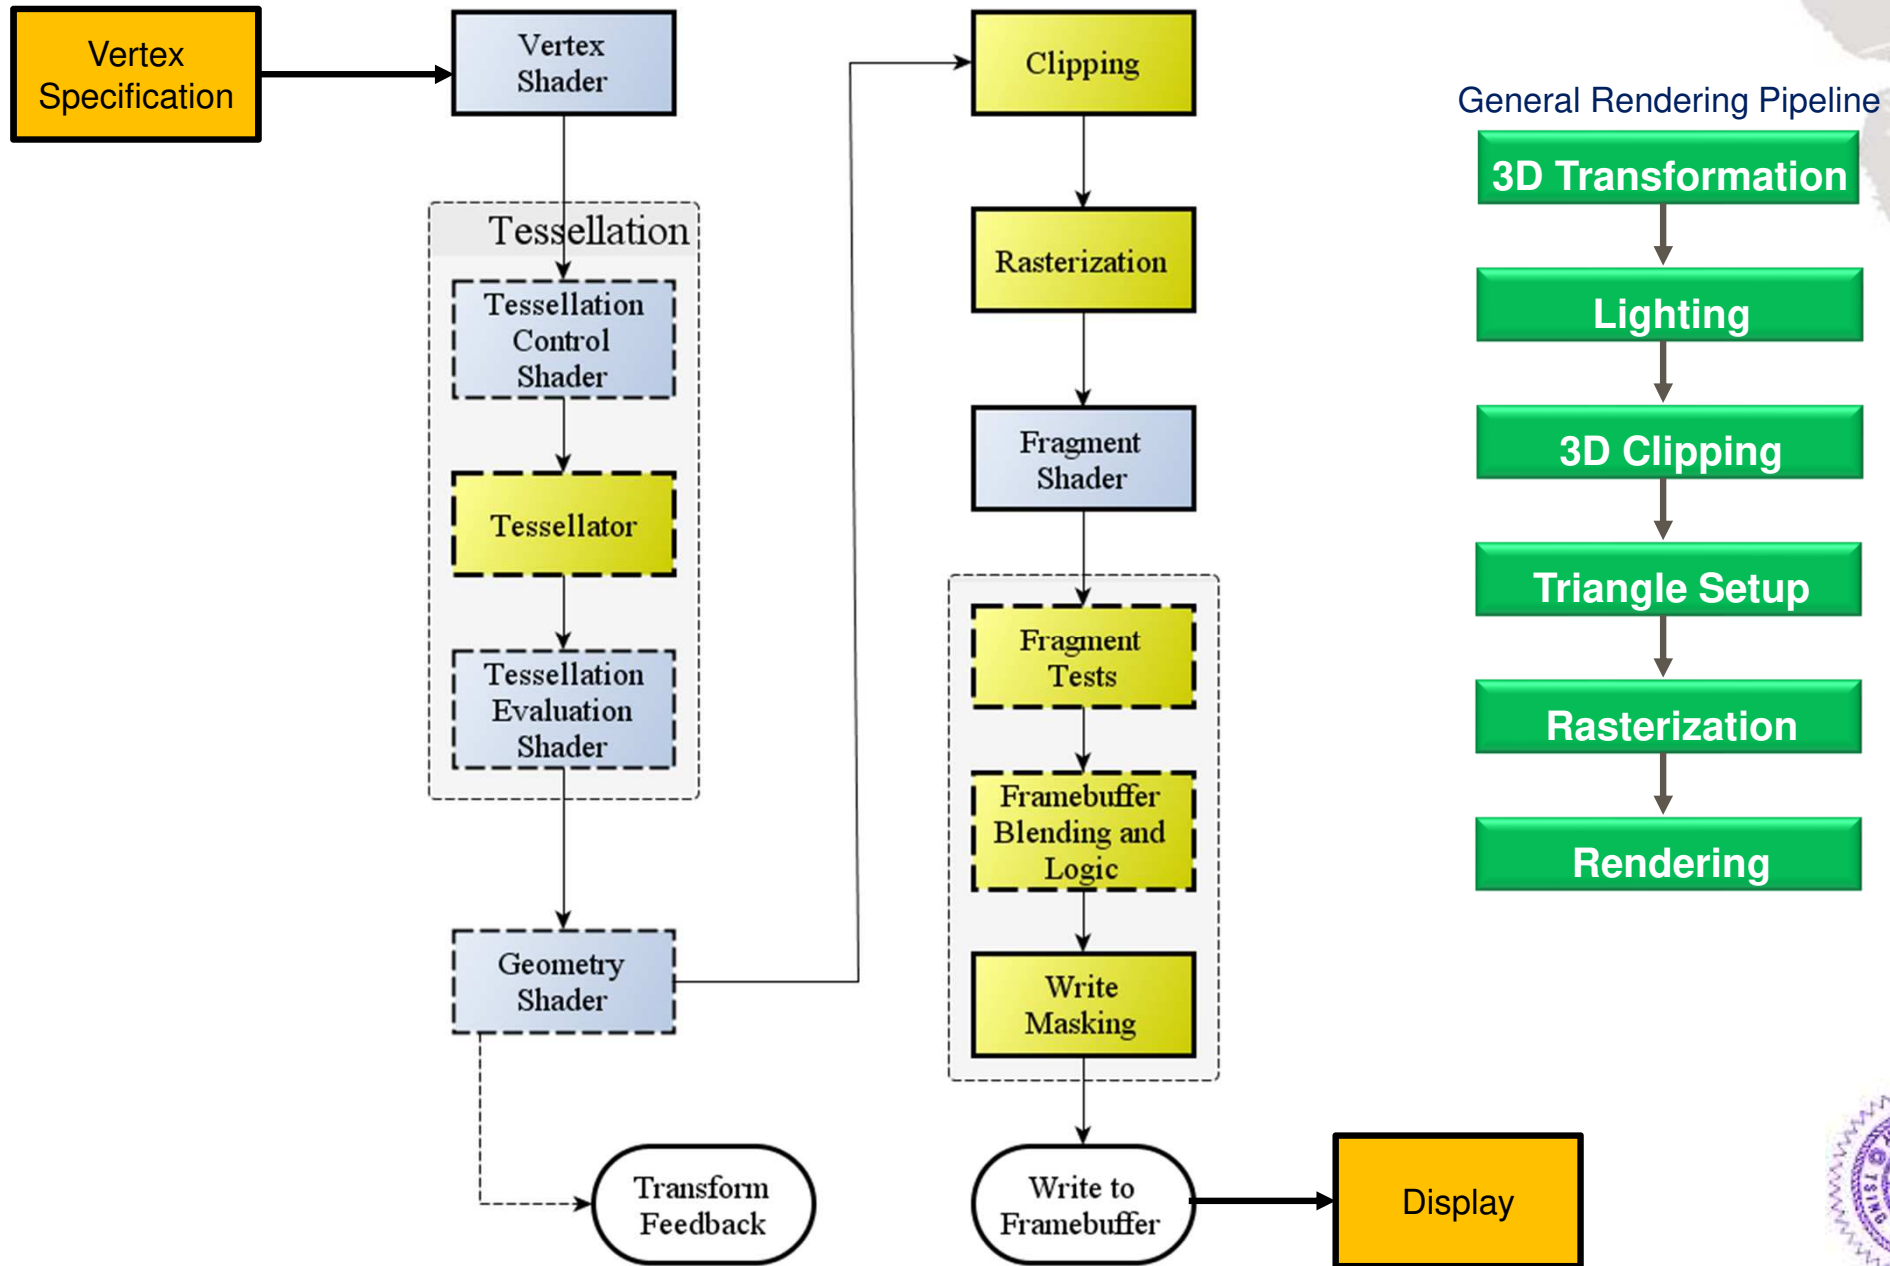 Vertex
Specification
Vertex
Shader
Tessellation
Tessellation
Control
Shader
Tessellator
Tessellation
Evaluation
Shader
Geometry
Shader
Transform
Feedback
Clipping
Rasterization
Fragment
Shader
Fragment
Tests
Framebuffer
Blending and
Logic
Write
Masking
Write to
Framebuffer
Display
General Rendering Pipeline
3D Transformation
Lighting
3D Clipping
Triangle Setup
Rasterization
Rendering
TSING